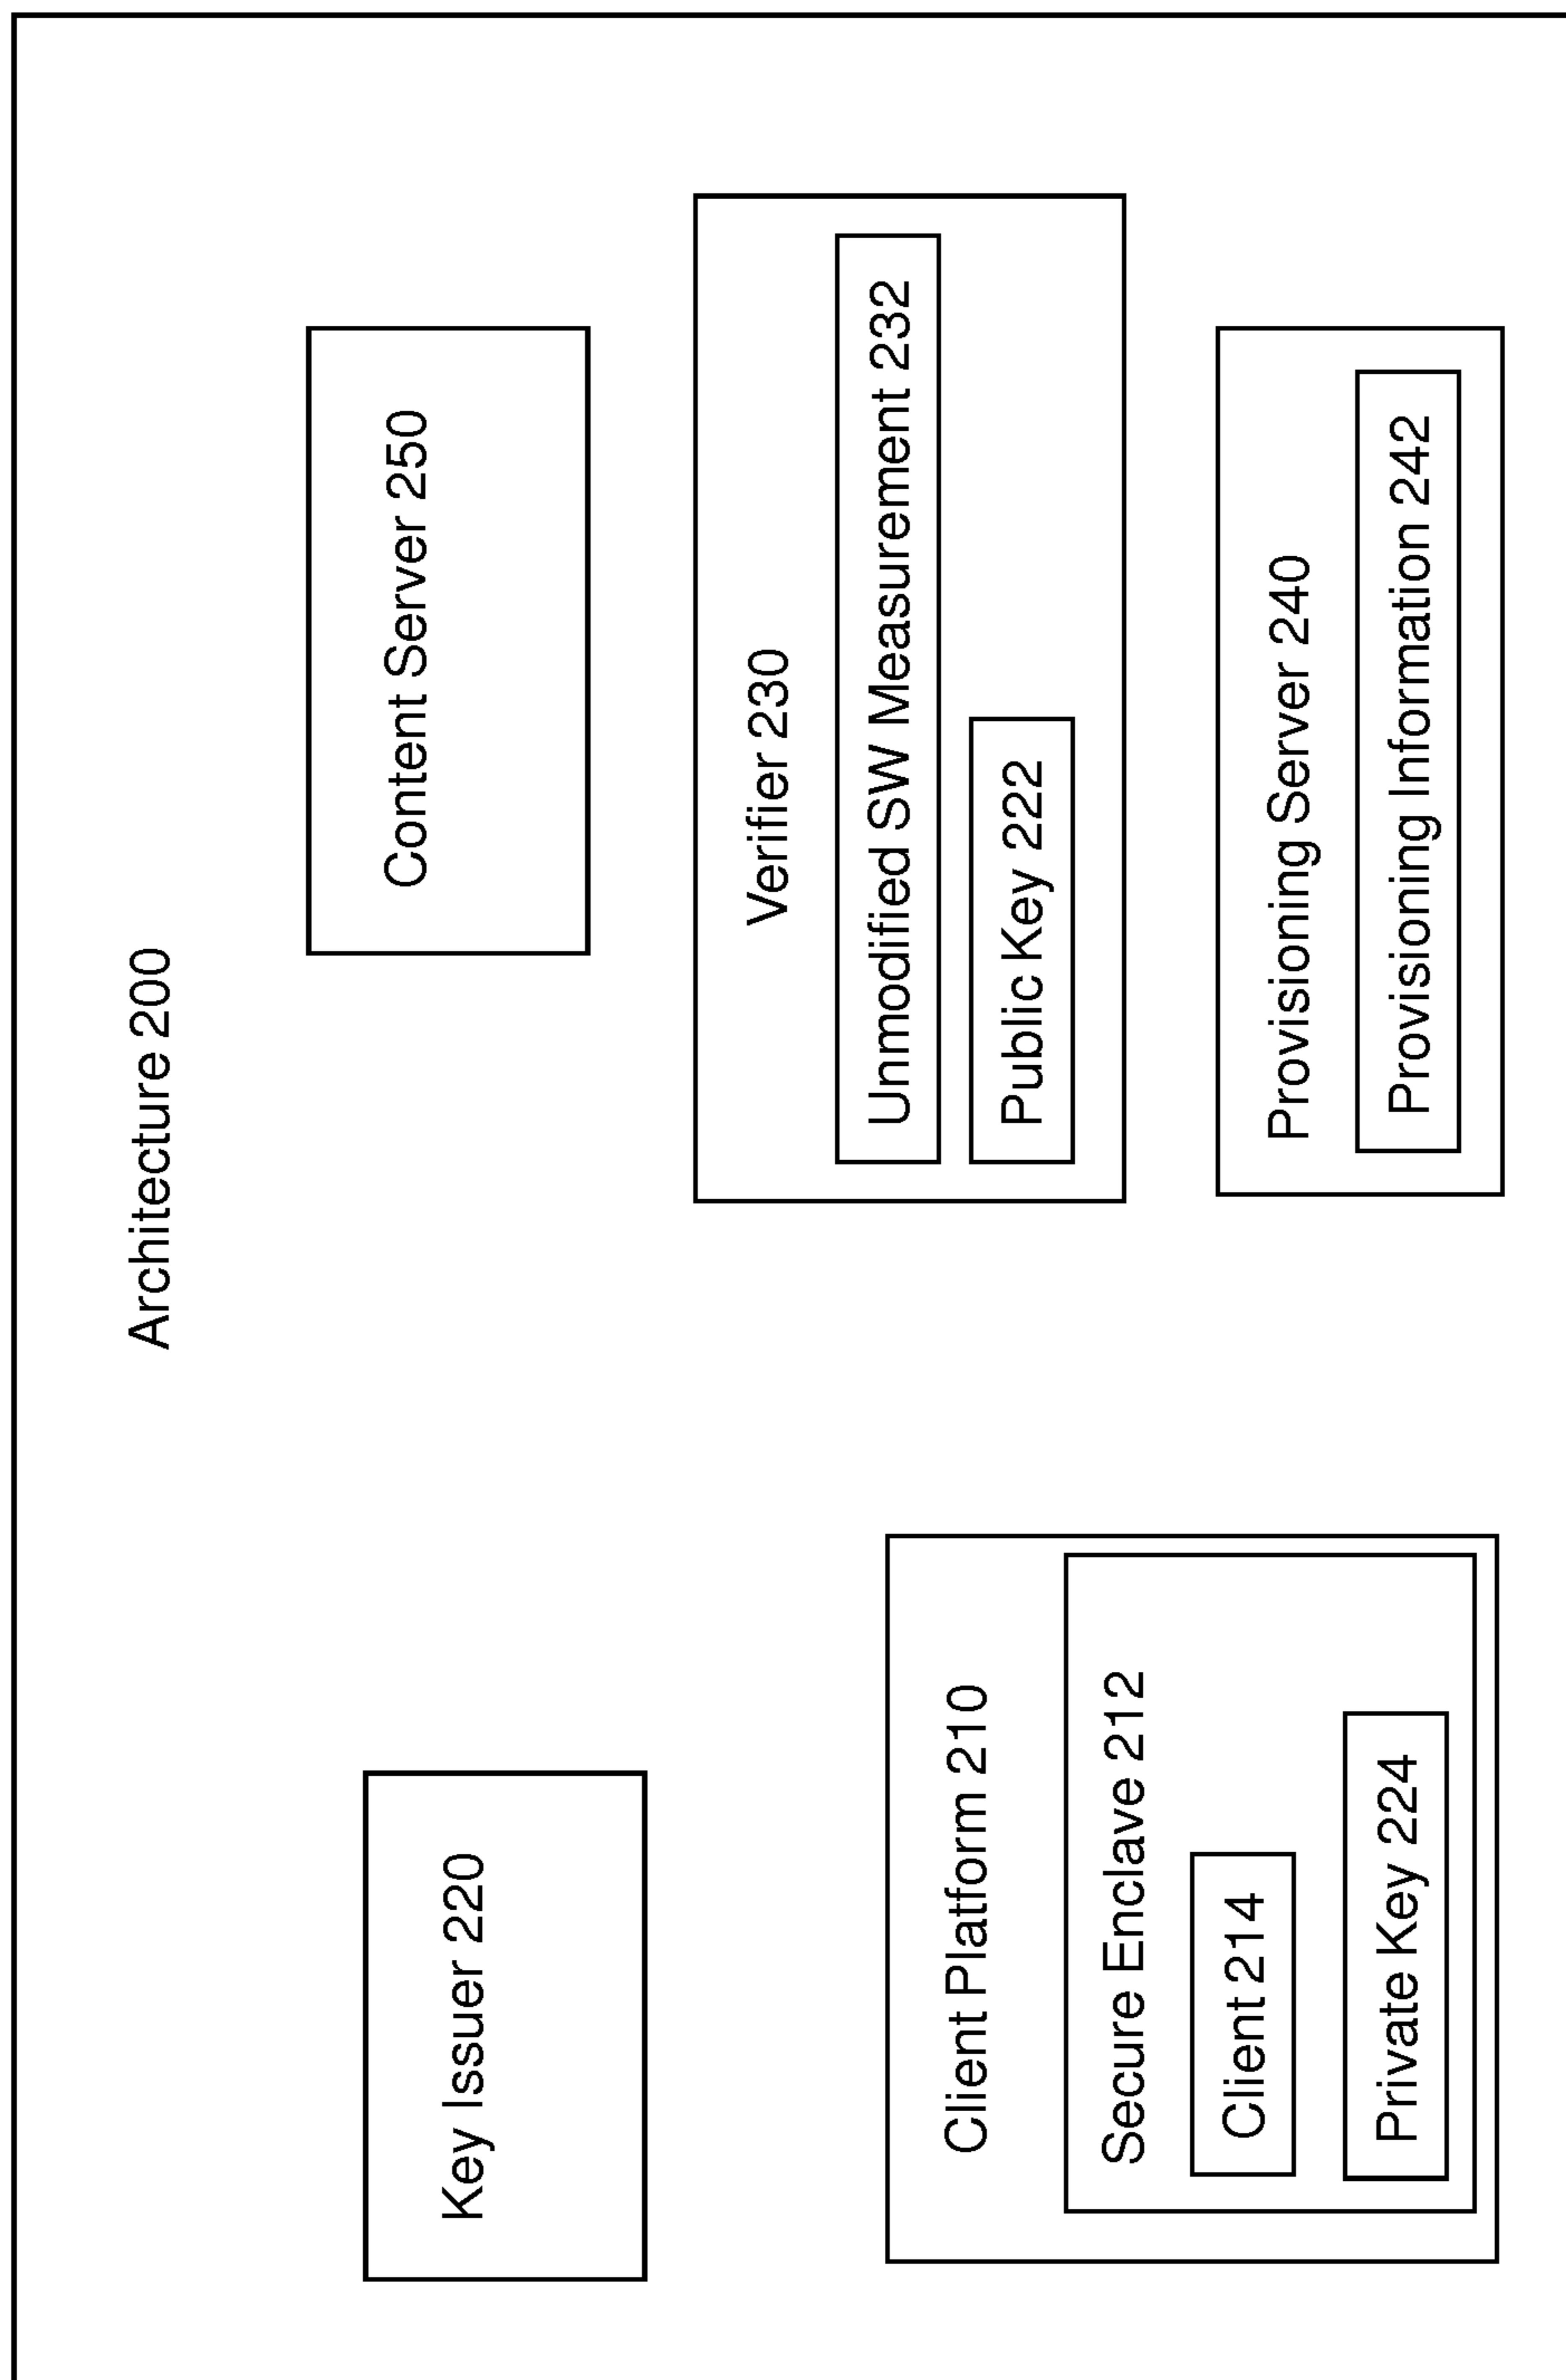 Architecture 200
Key Issuer 220
Content Server 250
Client Platform 210
Secure Enclave 212
Client 214
Private Key 224
Verifier 230
Unmodified SW Measurement 232
Public Key 222
Provisioning Server 240
Provisioning Information 242